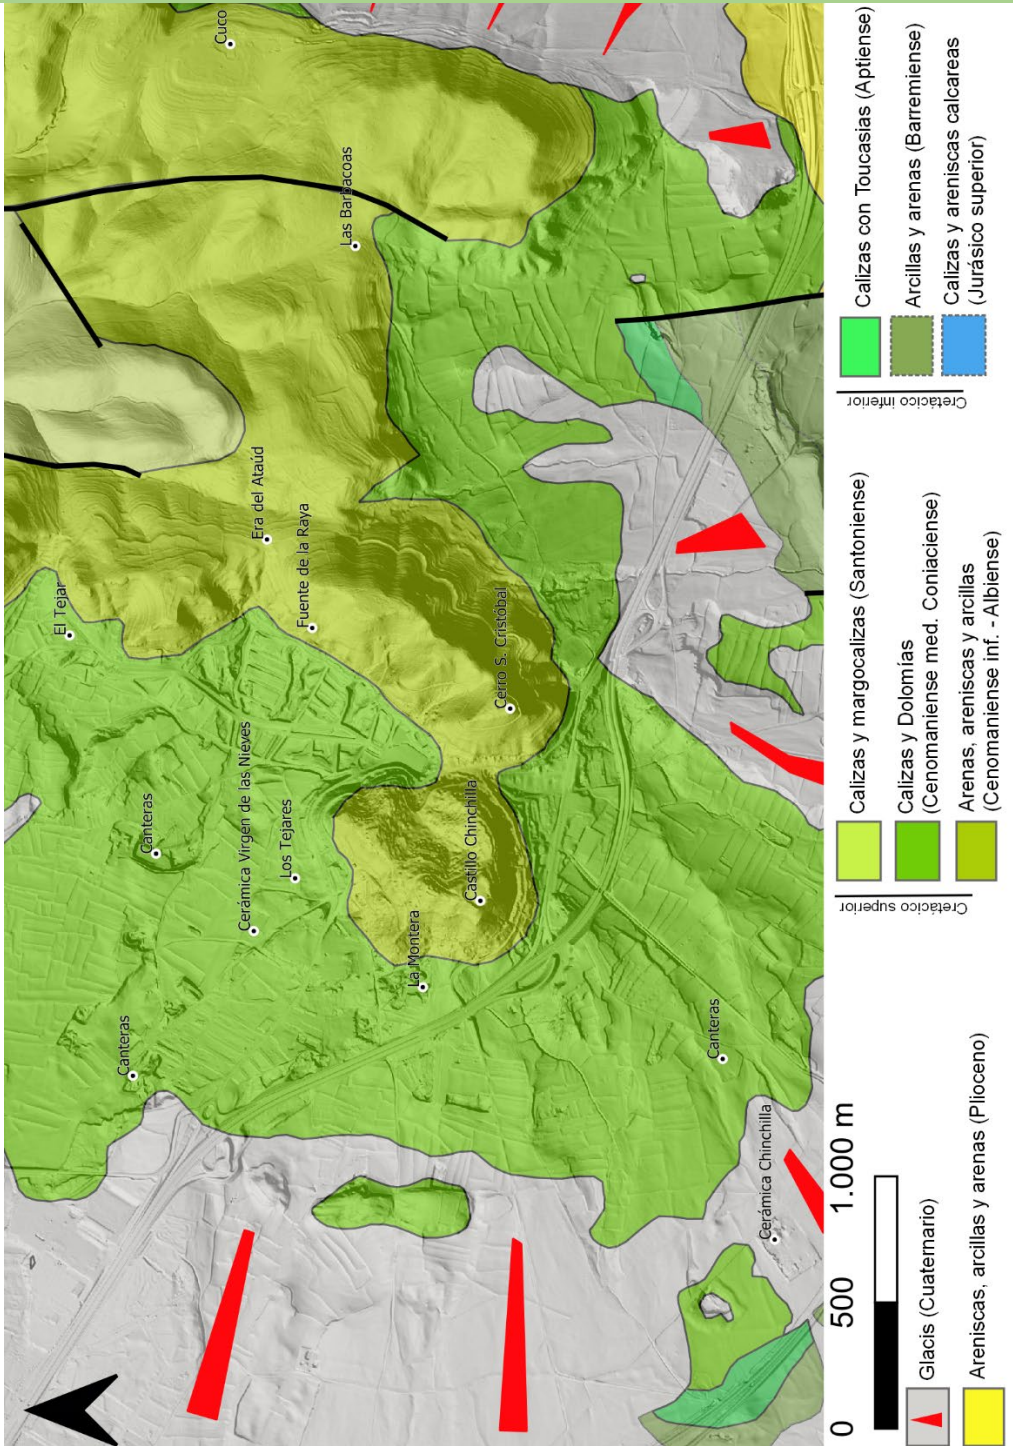 Cuco
Las Barbacoas
El Tejar
Era del Ataúd
Fuente de la Raya
Cerro S. Cristóbal
Canteras
Cerámica Virgen de las Nieves
Los Tejares
Castillo Chinchilla
La Montera
Canteras
Canteras
Cerámica Chinchilla
0
500
1.000 m
Glacis (Cuaternario)
Areniscas, arcillas y arenas (Plioceno)
Cretácico superior
Calizas y margocalizas (Santoniense)
Calizas y Dolomías
(Cenomaniense med. Coniaciense)
Arenas, areniscas y arcillas
(Cenomaniense inf. - Albiense)
Cretácico inferior
Calizas con Toucasias (Aptiense)
Arcillas y arenas (Barremiense)
Calizas y areniscas calcareas
(Jurásico superior)